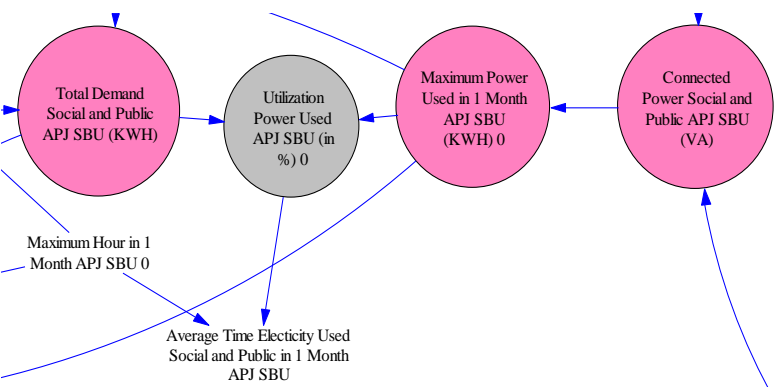 Total Demand
Social and Public
APJ SBU (KWH)
Utilization
Power Used
APJ SBU (in
%) 0
Maximum Power
Used in 1 Month
APJ SBU
(KWH) 0
Connected
Power Social and
Public APJ SBU
(VA)
Maximum Hour in 1
Month APJ SBU 0
Average Time Electicity Used
Social and Public in 1 Month
APJ SBU